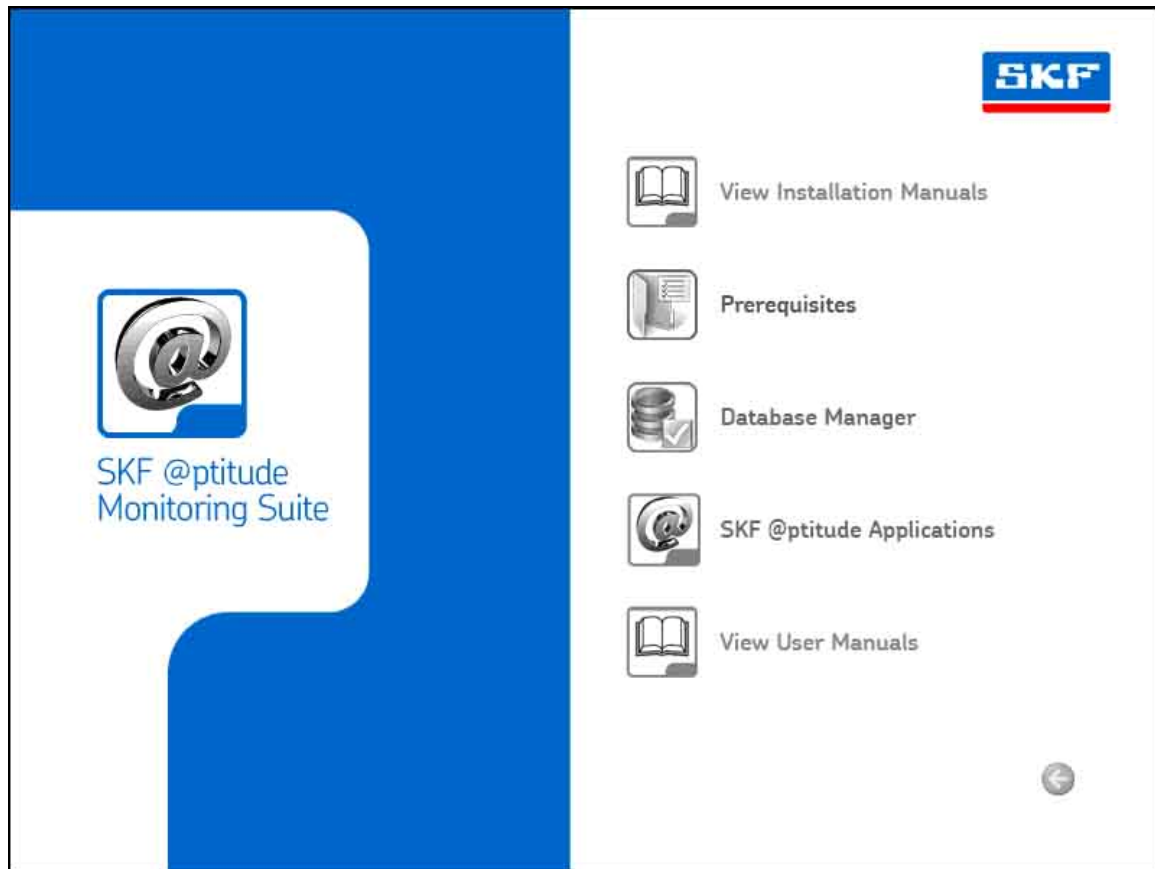 SKF
View Installation Manuals
Prerequisites
Database Manager
SKF @ptitude Applications
View User Manuals
SKF @ptitude
Monitoring Suite